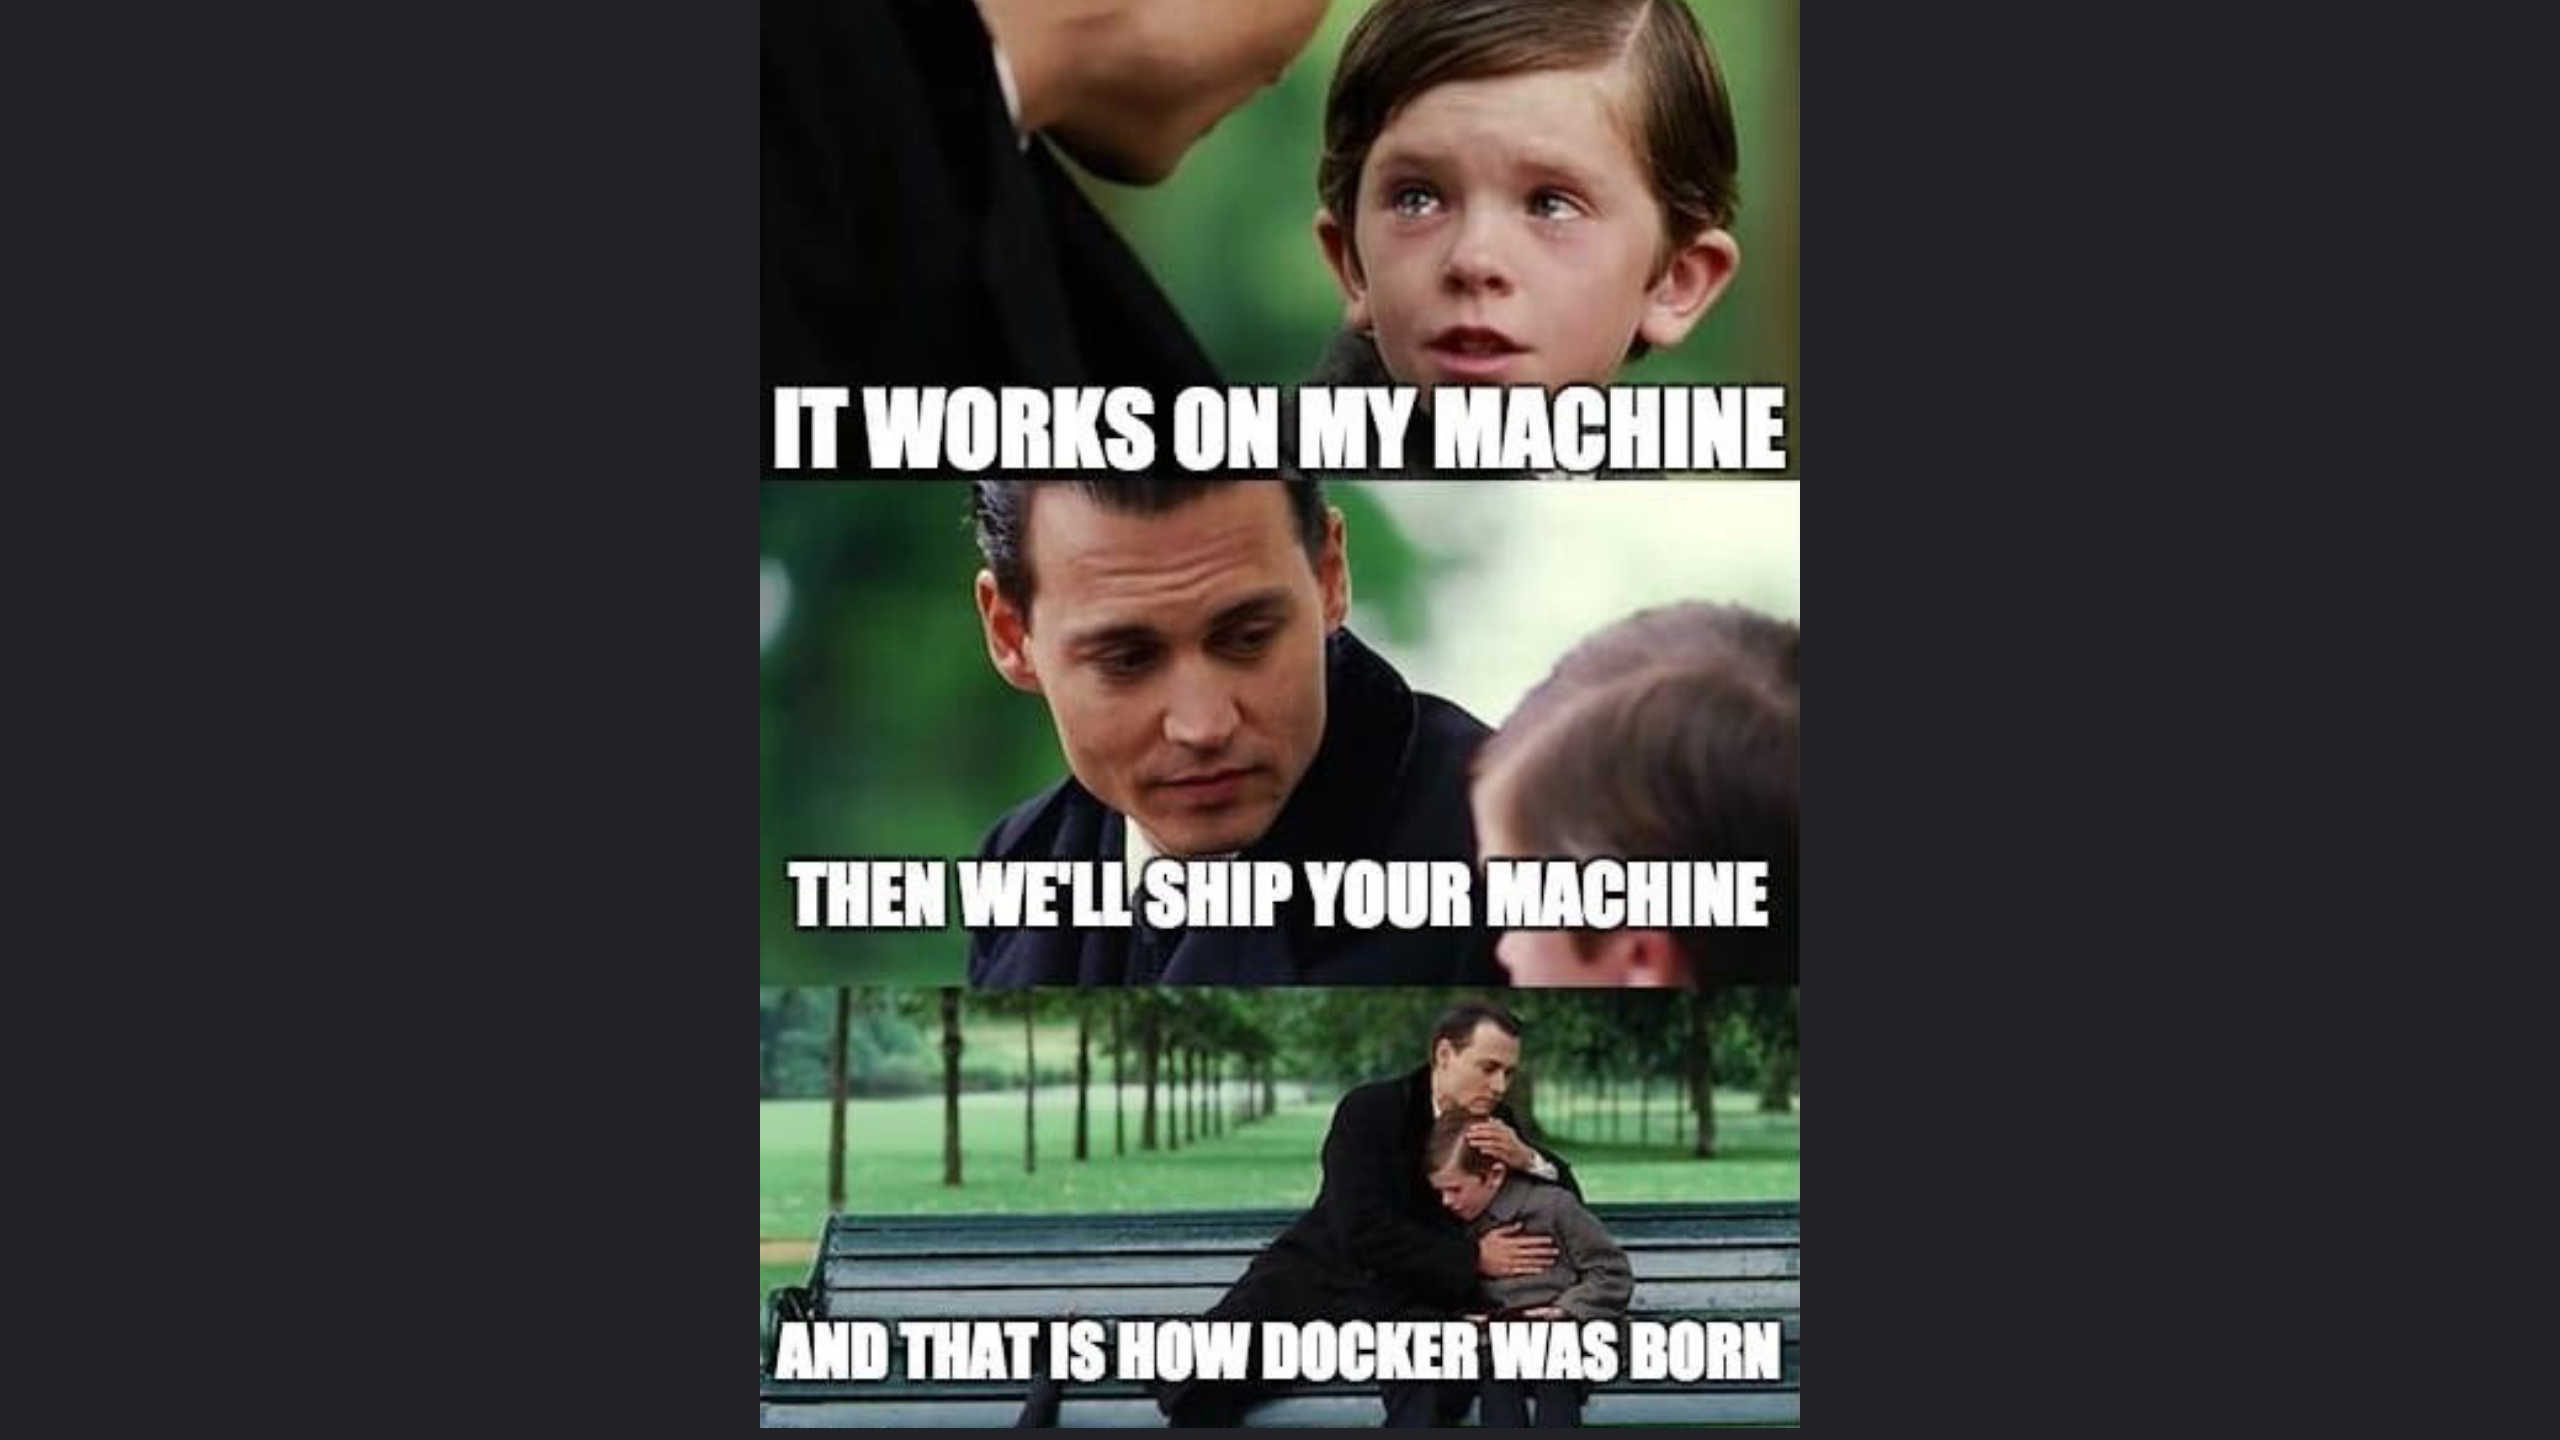 IT WORKS ON MY MACHINE
THEN WE'LL SHIP YOUR MACHINE
AND THAT IS HOW DOCKER WAS BORN